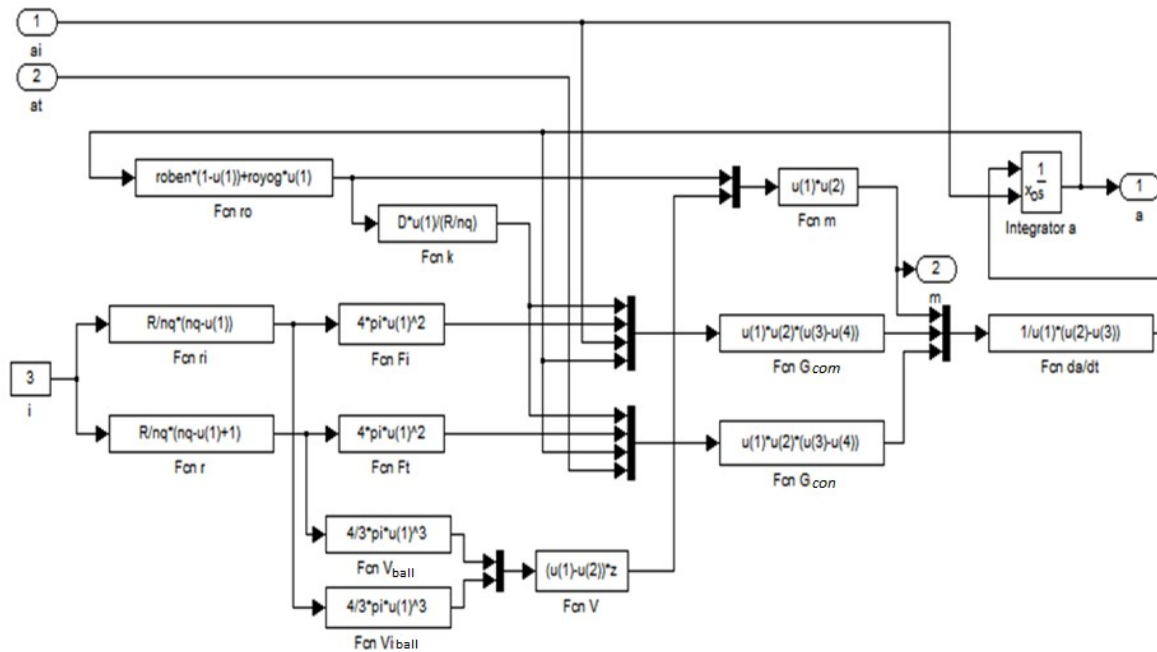 1
ai
2
at
roben*(1-u(1))+royog*u(1)
Fcn ro
D*u(1)/(R/nq)
Fcn k
u(1)*u(2)
Fcn m
1
x₀s
Integrator a
1
a
2
m
R/nq*(nq-u(1))
Fcn ri
4*pi*u(1)^2
Fcn Fi
u(1)*u(2)*(u(3)-u(4))
Fcn Gcom
1/u(1)*(u(2)-u(3))
Fcn da/dt
3
i
R/nq*(nq-u(1)+1)
Fcn r
4*pi*u(1)^2
Fcn Ft
u(1)*u(2)*(u(3)-u(4))
Fcn Gcon
4/3*pi*u(1)^3
Fcn Vball
(u(1)-u(2))*z
Fcn V
4/3*pi*u(1)^3
Fcn Viball